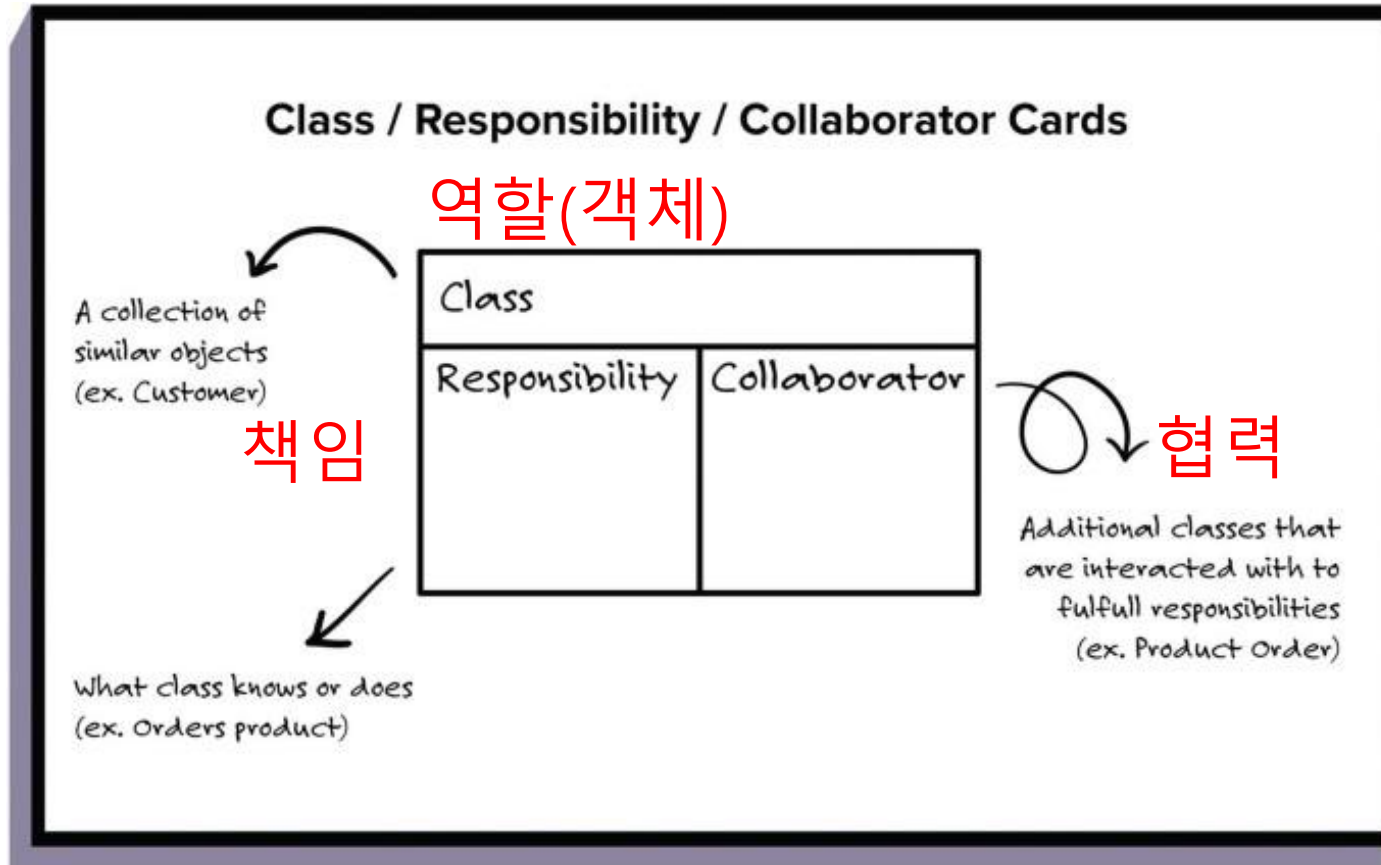 Class / Responsibility / Collaborator Cards
역할(객체)
Class
A collection of
similar objects
(ex. Customer)
Responsibility
Collaborator
책임
협력
Additional classes that
are interacted with to
fulfull responsibilities
(ex. Product Order)
What class knows or does
(ex. Orders product)